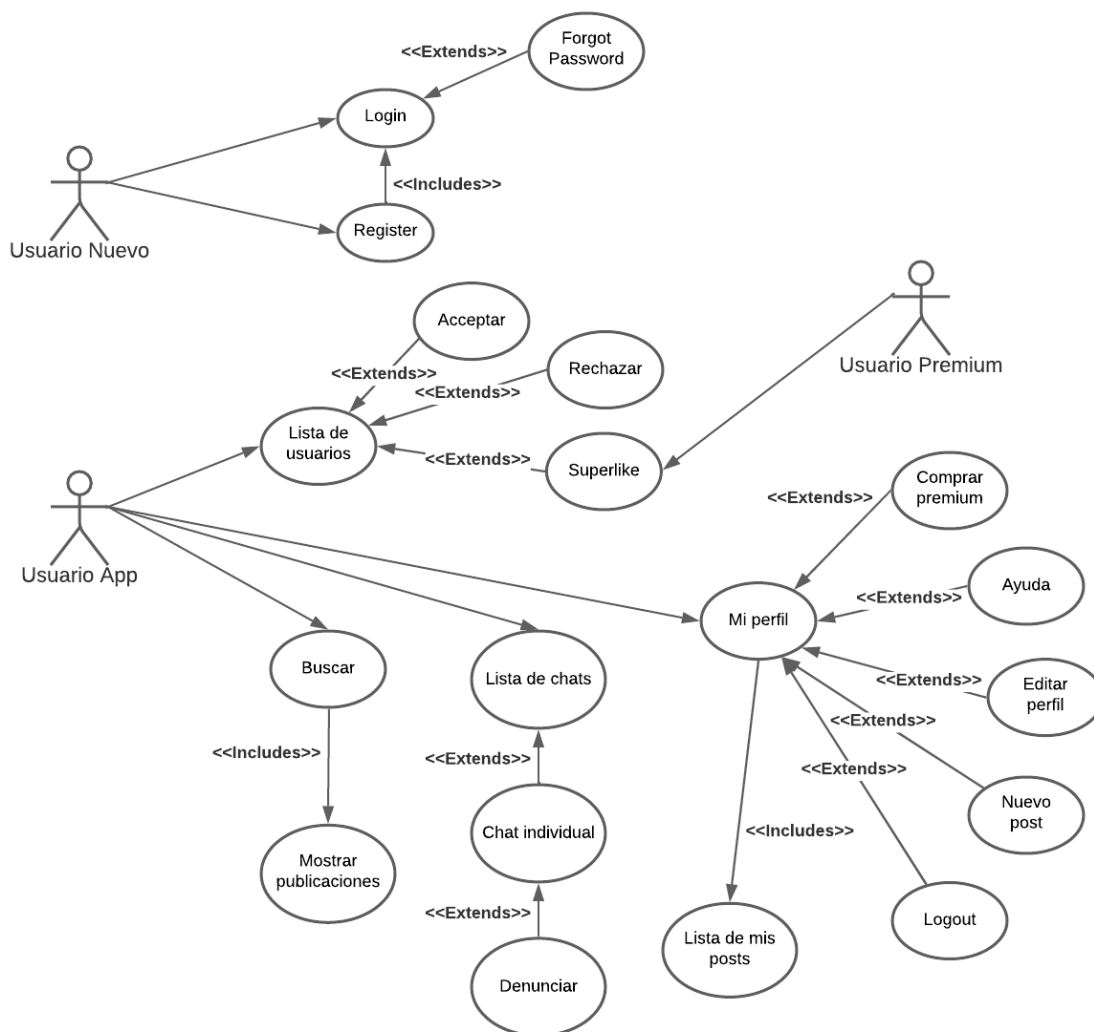 Forgot
Password
<<Extends>>
Login
<<Includes>>
Register
Usuario Nuevo
Acceptar
<<Extends>>
Rechazar
<<Extends>>
Usuario Premium
Lista de
usuarios
<<Extends>>
Superlike
Comprar
premium
<<Extends>>
Usuario App
Ayuda
<<Extends>>
Mi perfil
Buscar
Lista de chats
Editar
perfil
<<Extends>>
<<Extends>>
<<Includes>>
<<Extends>>
<<Extends>>
Nuevo
post
Chat individual
<<Includes>>
Mostrar
publicaciones
<<Extends>>
Logout
Lista de mis
posts
Denunciar